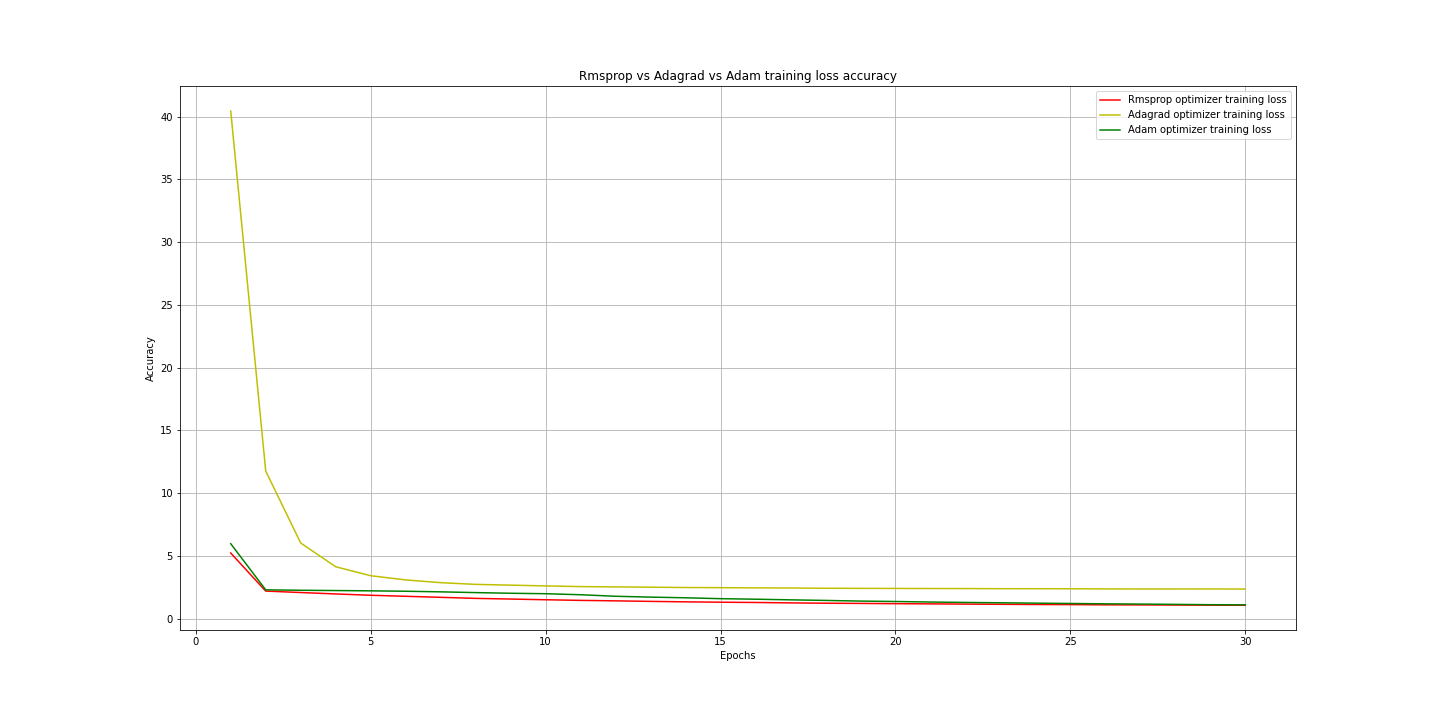 Rmsprop vs Adagrad vs Adam training loss accuracy
Rmsprop optimizer training loss
Adagrad optimizer training loss
Adam optimizer training loss
40
35
30
25
20
15
10
5
0
Accuracy
0 5 10 15 20 25 30
Epochs